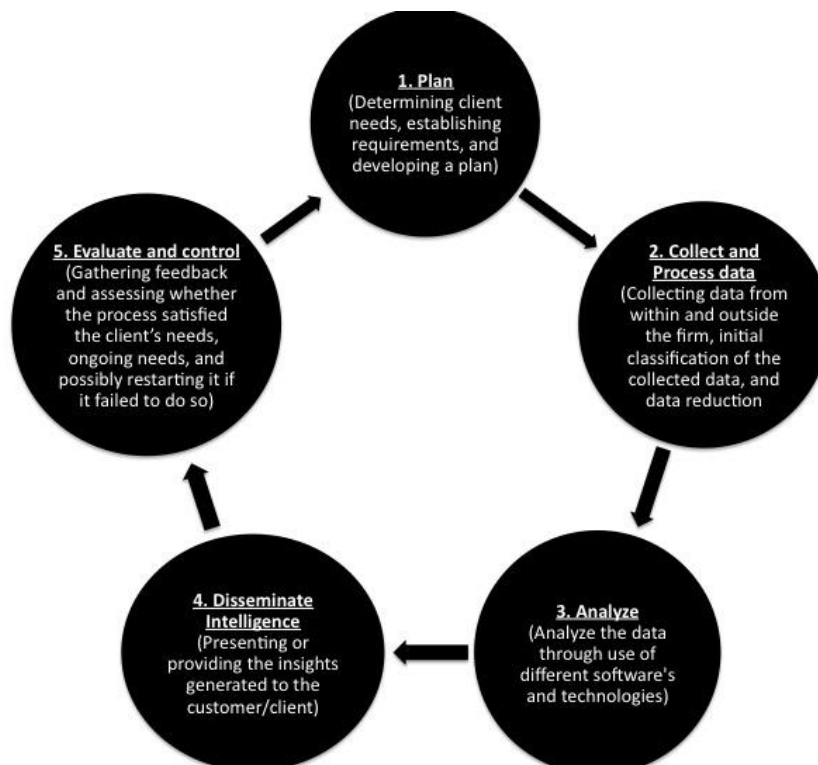 1. Plan
(Determining client
needs, establishing
requirements, and
developing a plan)
2. Collect and
Process data
(Collecting data from
within and outside
the firm, initial
classification of the
collected data, and
data reduction
3. Analyze
(Analyze the data
through use of
different software's
and technologies)
4. Disseminate
Intelligence
(Presenting or
providing the insights
generated to the
customer/client)
5. Evaluate and control
(Gathering feedback
and assessing whether
the process satisfied
the client's needs,
ongoing needs, and
possibly restarting it if
it failed to do so)